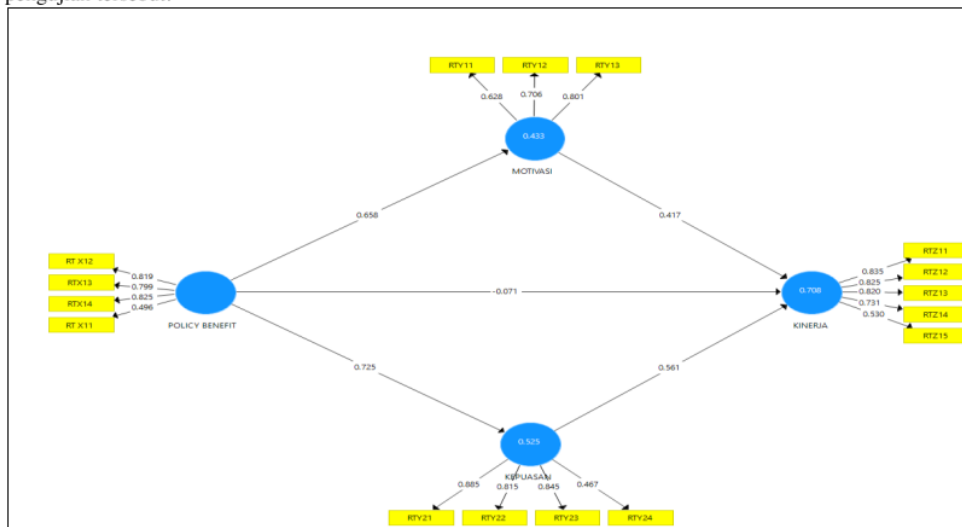 RTY11
RTY12
RTY13
0.628
0.706
0.801
0.433
MOTIVASI
0.658
0.417
RT X12
RTX13
RTX14
RT X11
0.819
0.799
0.825
0.496
POLICY BENEFIT
-0.071
0.708
KINERJA
0.835
0.825
0.820
0.731
0.530
RTZ11
RTZ12
RTZ13
RTZ14
RTZ15
0.725
0.561
0.525
KEPUASAN
0.885
0.815
0.845
0.467
RTY21
RTY22
RTY23
RTY24